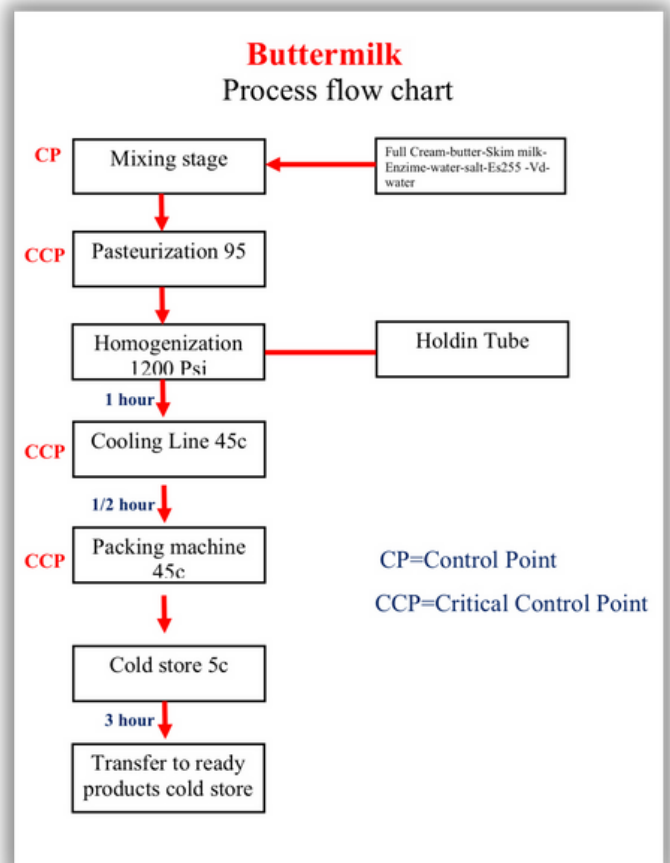 Buttermilk
Process flow chart
CP
Mixing stage
Full Cream-butter-Skim milk-
Enzime-water-salt-Es255 -Vd-
water
CCP
Pasteurization 95
Homogenization
1200 Psi
Holdin Tube
1 hour
CCP
Cooling Line 45c
1/2 hour
CCP
Packing machine
45c
CP=Control Point
CCP=Critical Control Point
Cold store 5c
3 hour
Transfer to ready
products cold store